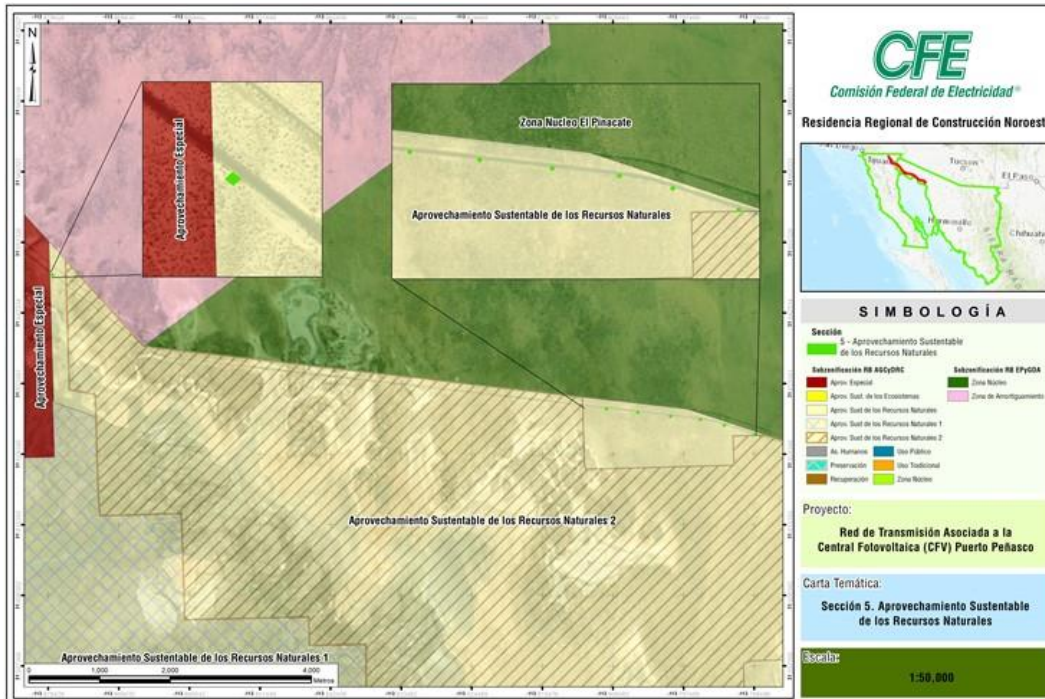 N
Aprovechamiento Especial
Zona Nucleo El Pinacate
Aprovechamiento Sustentable de los Recursos Naturales
Aprovechamiento Especial
Aprovechamiento Sustentable de los Recursos Naturales 2
Aprovechamiento Sustentable de los Recursos Naturales 1
0 1,000 2,000 4,000
Metros
CFE
Comisión Federal de Electricidad®
Residencia Regional de Construcción Noroest
Tucson
El Paso
Hermosillo
Chihuahua
SIMBOLOGÍA
Sección
5 - Aprovechamiento Sustentable
de los Recursos Naturales
Subzonificación RB AGCyDRC
Subzonificación RB EPyGDA
Aprov. Especial
Zona Núcleo
Aprov. Sust. de los Ecosistemas
Zona de Amortiguamiento
Aprov. Sust de los Recursos Naturales
Aprov. Sust de los Recursos Naturales 1
Aprov. Sust de los Recursos Naturales 2
As. Humanos
Uso Público
Preservación
Uso Tradicional
Recuperación
Zona Núcleo
Proyecto:
Red de Transmisión Asociada a la
Central Fotovoltaica (CFV) Puerto Peñasco
Carta Temática:
Sección 5. Aprovechamiento Sustentable
de los Recursos Naturales
Escala:
1:50,000